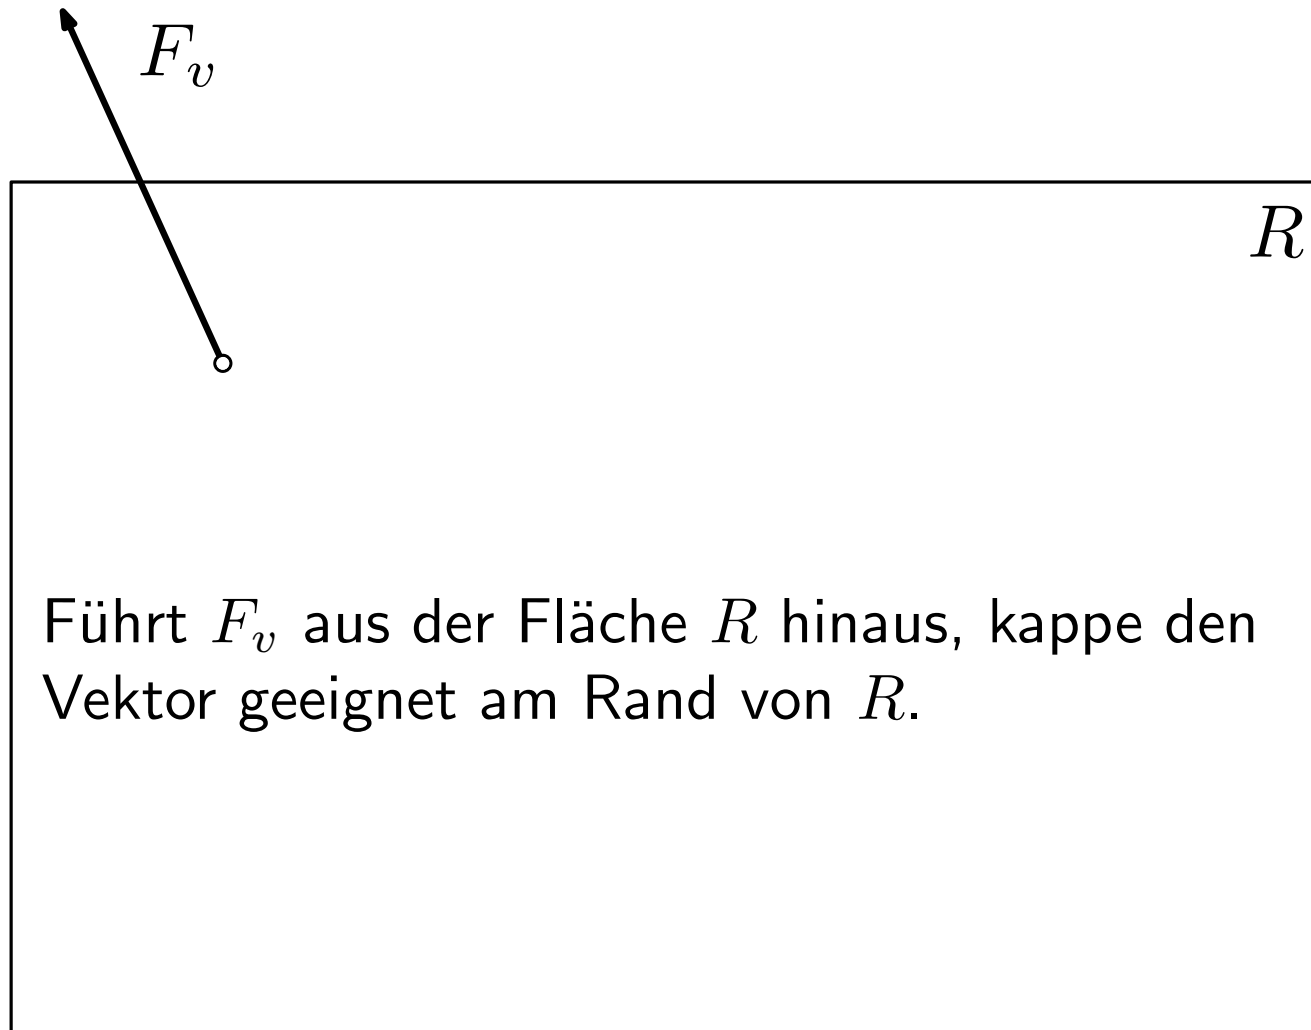 F_v
R
Führt F_v aus der Fläche R hinaus, kappe den
Vektor geeignet am Rand von R.